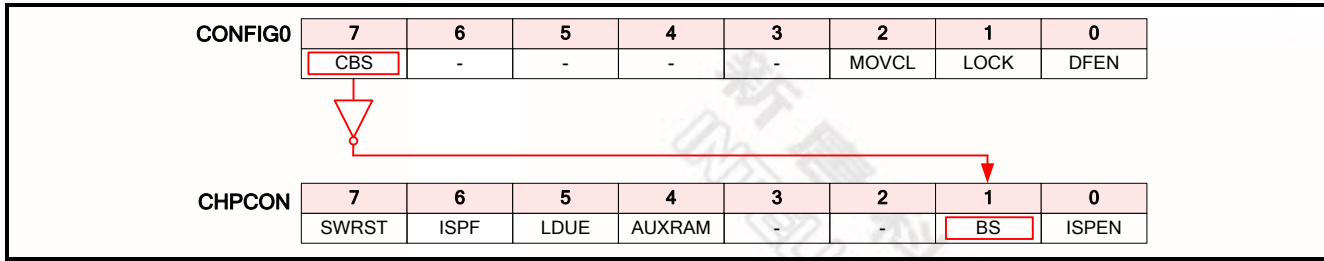 CONFIG0 7 6 5 4 3 2 1 0
CBS - - - - MOVCL LOCK DFEN
CHPCON 7 6 5 4 3 2 1 0
SWRST ISPF LDUE AUXRAM - - BS ISPEN